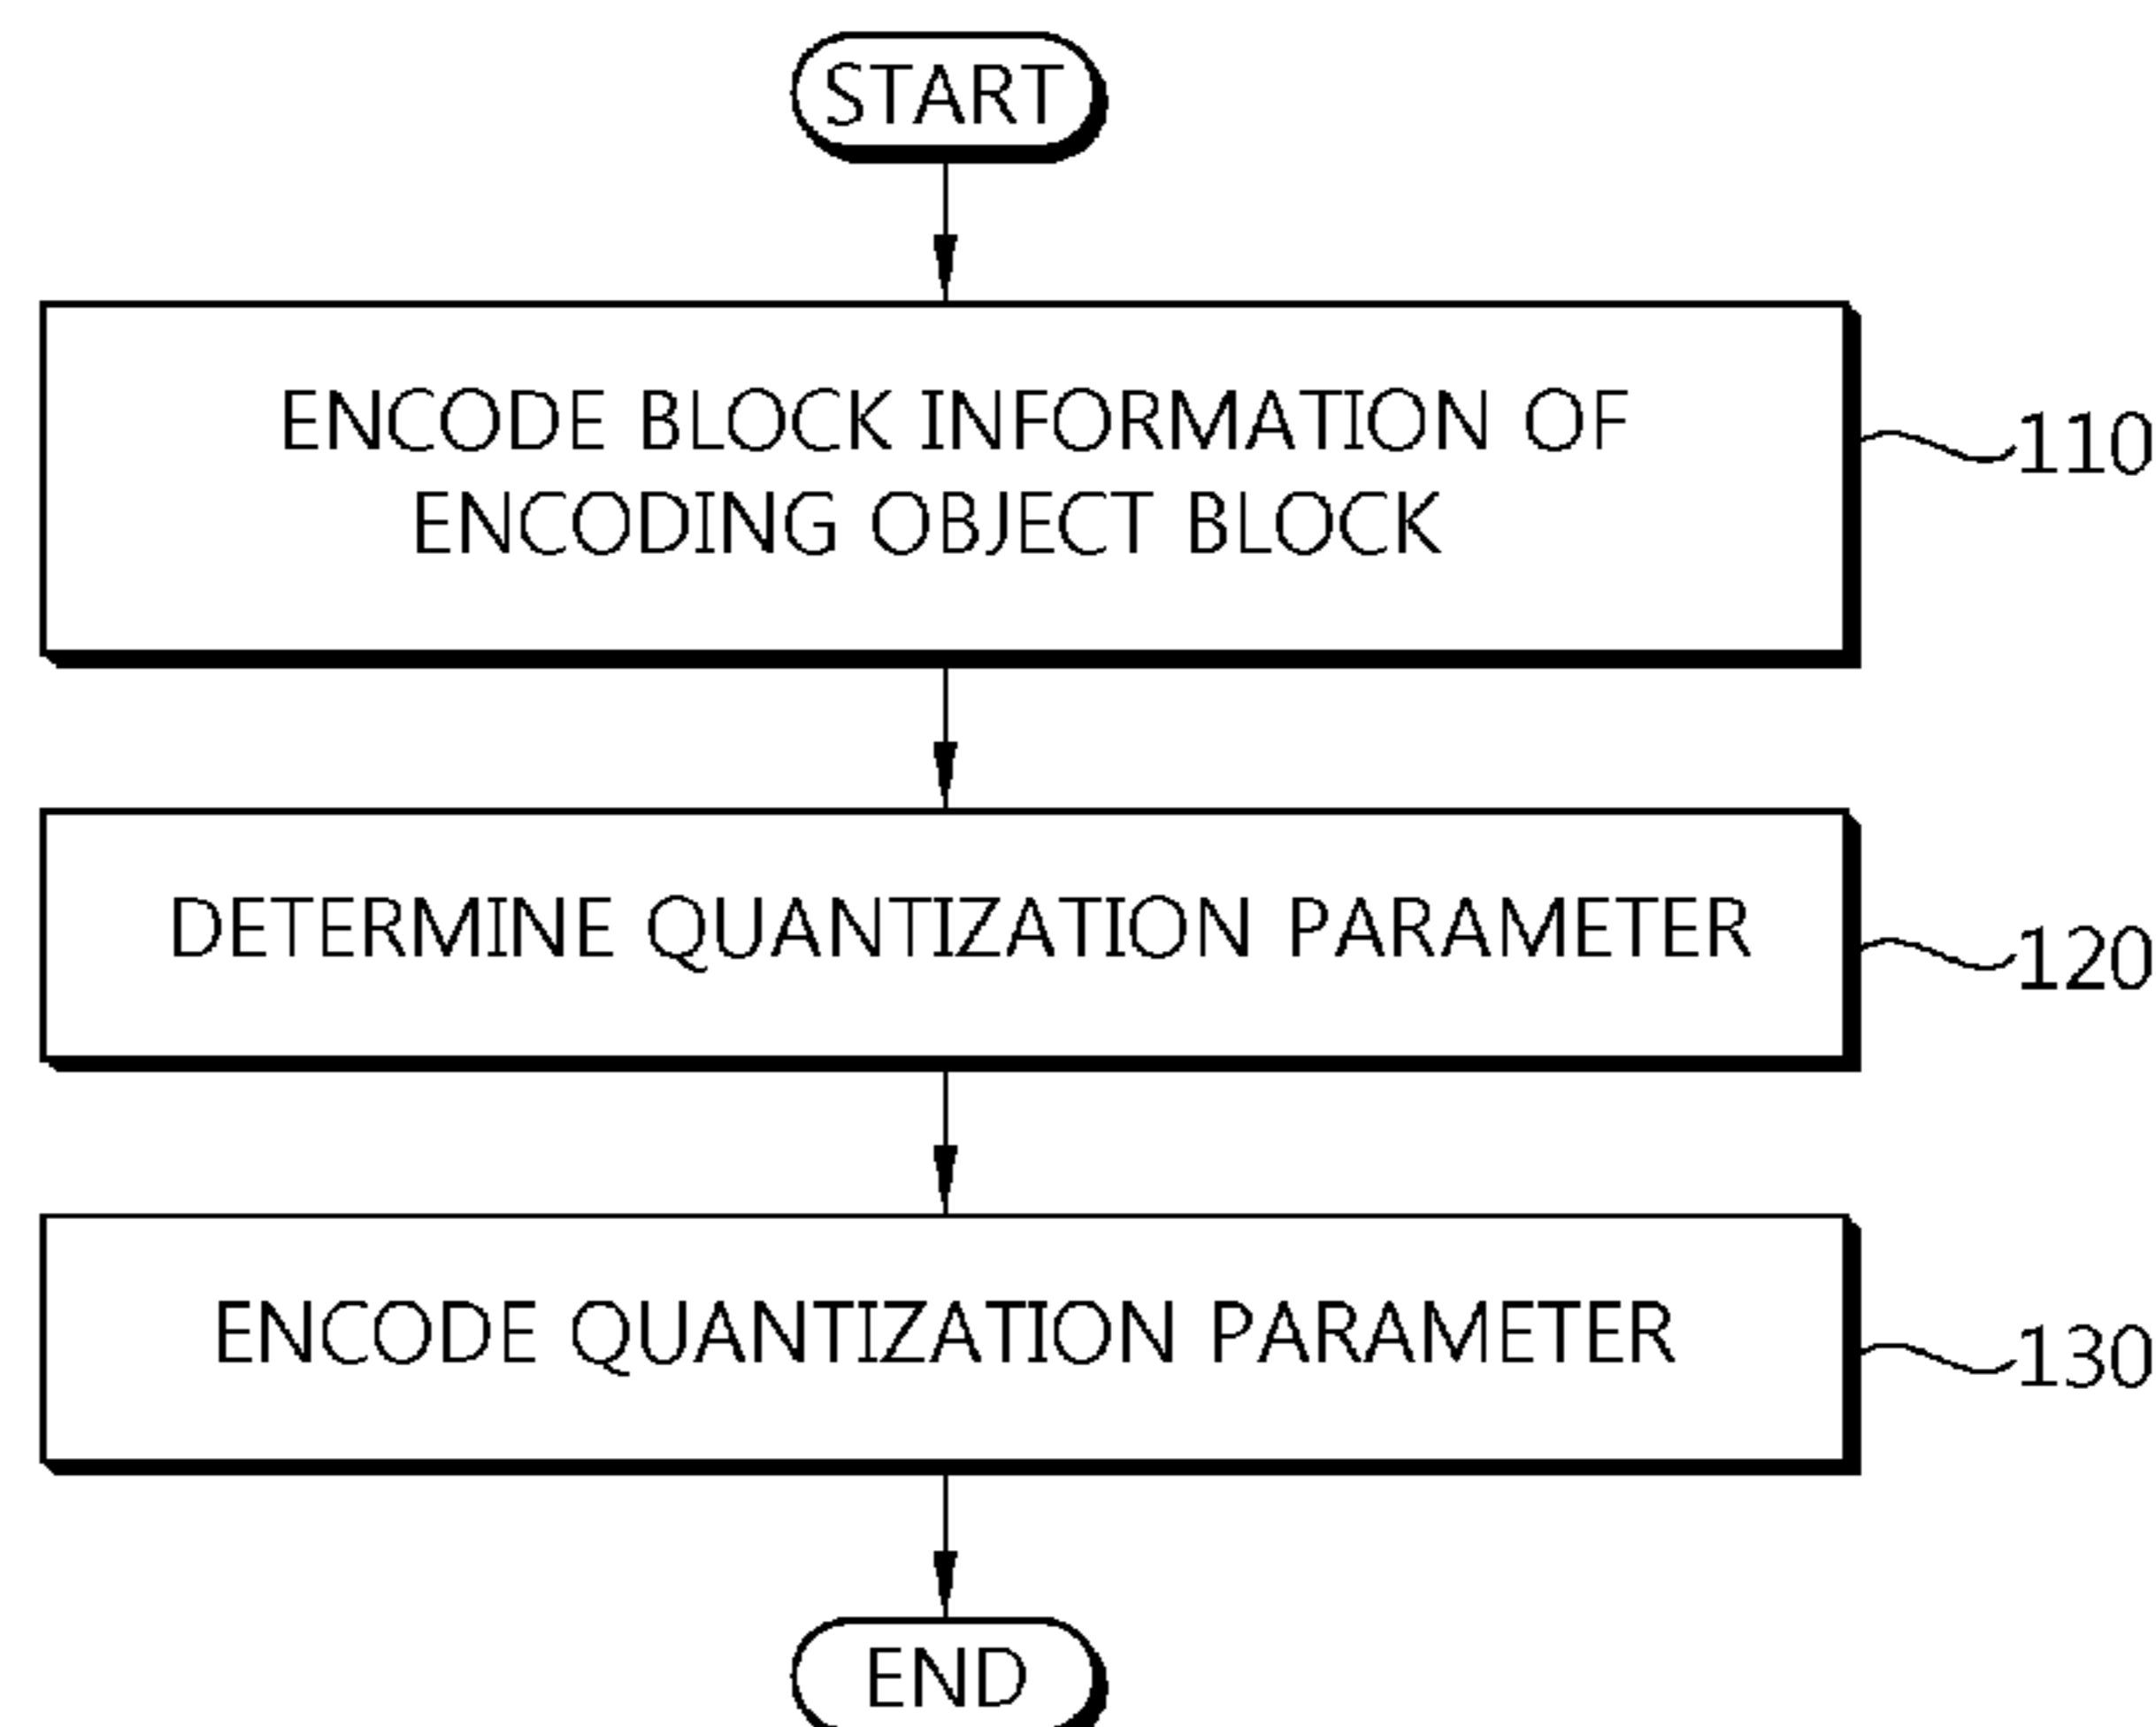 START
ENCODE BLOCK INFORMATION OF
ENCODING OBJECT BLOCK
110
DETERMINE QUANTIZATION PARAMETER
120
ENCODE QUANTIZATION PARAMETER
130
END